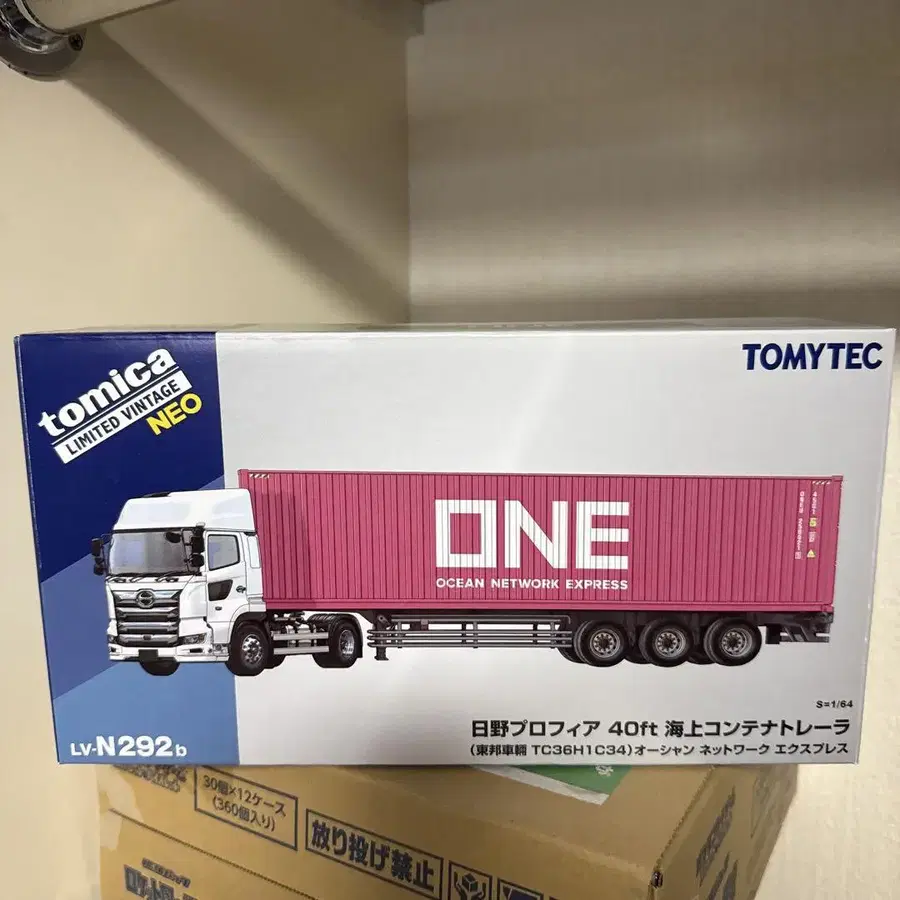 tomica
LIMITED VINTAGE
NEO
TOMYTEC
ONE
OCEAN NETWORK EXPRESS
S=1/64
日野プロフィア 40ft 海上コンテナトレーラ
(東邦車輛 TC36H1C34)オーシャン ネットワーク エクスプレス
LV-N292b
30個×12ケース
(360個入り)
放り投げ禁止